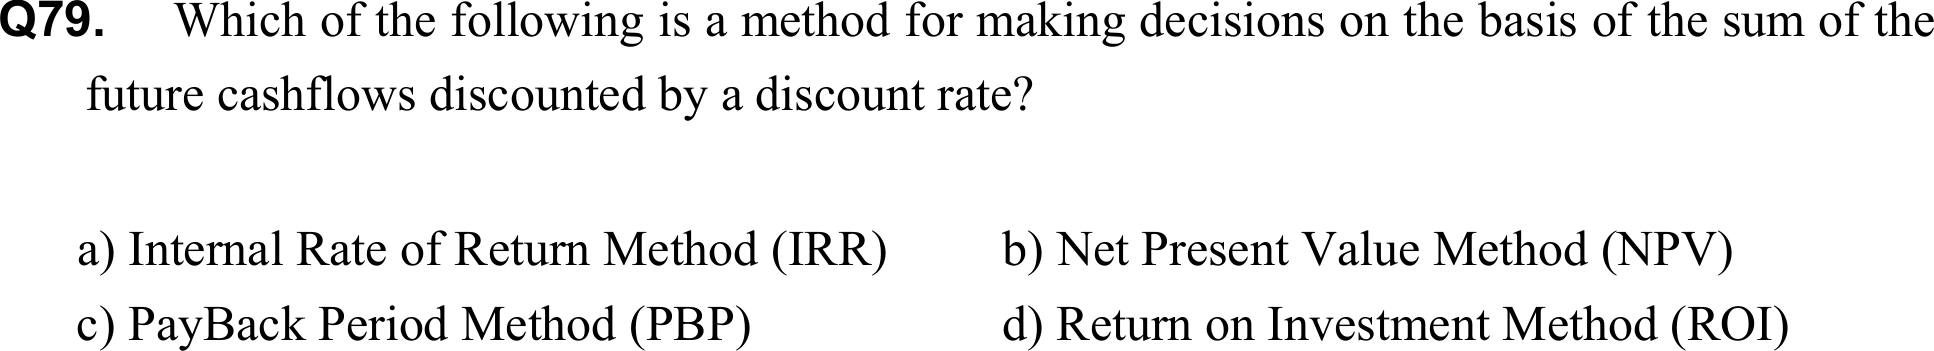 Q79. Which of the following is a method for making decisions on the basis of the sum of the
future cashflows discounted by a discount rate?
a) Internal Rate of Return Method (IRR) b) Net Present Value Method (NPV)
c) PayBack Period Method (PBP) d) Return on Investment Method (ROI)